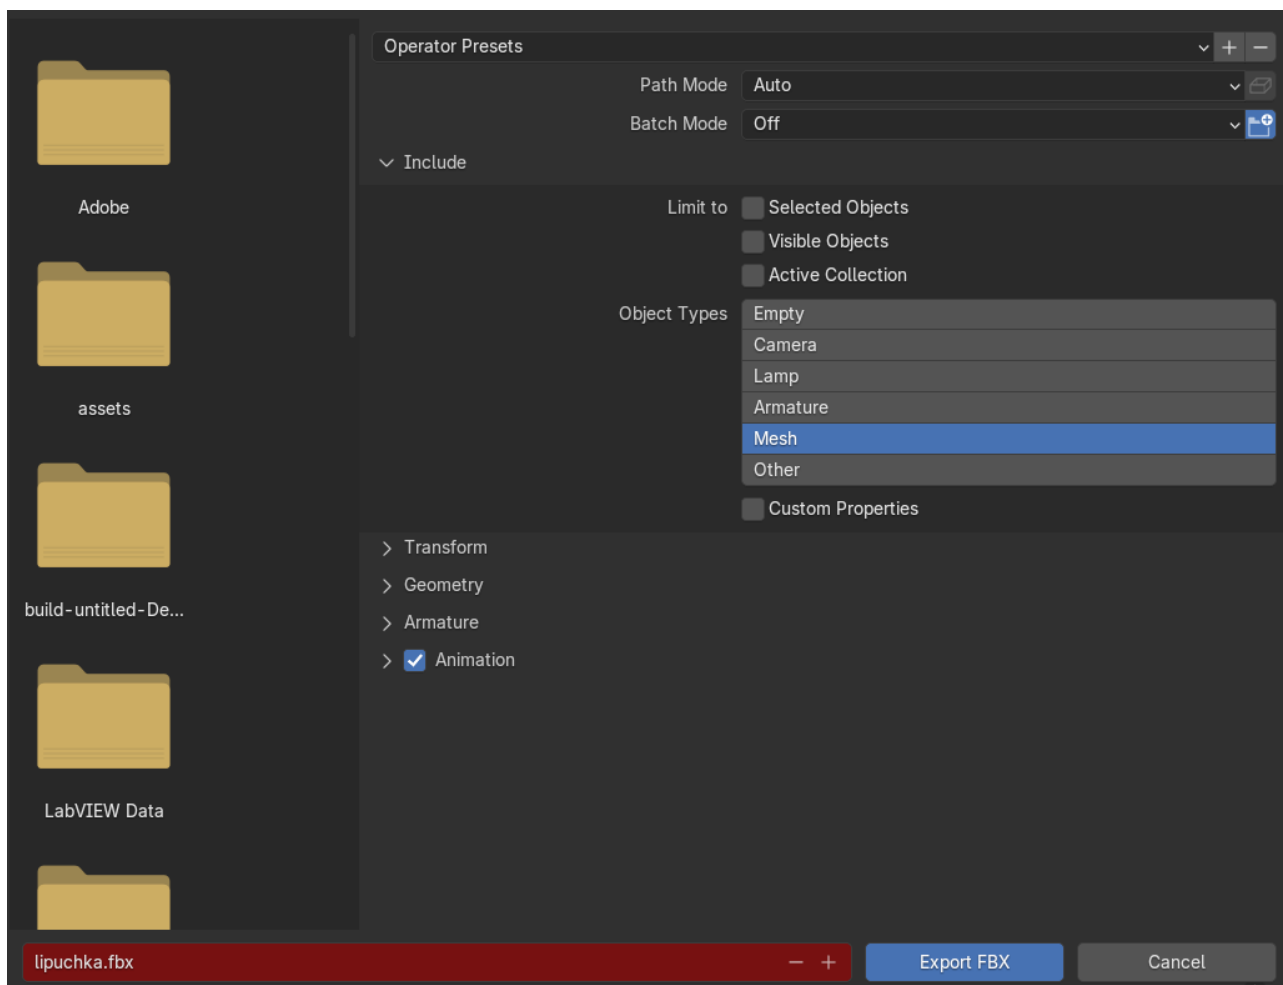 Adobe
assets
build-untitled-De...
LabVIEW Data
Operator Presets
Path Mode Auto
Batch Mode Off
Include
Limit to Selected Objects
Visible Objects
Active Collection
Object Types Empty
Camera
Lamp
Armature
Mesh
Other
Custom Properties
Transform
Geometry
Armature
Animation
lipuchka.fbx
Export FBX
Cancel